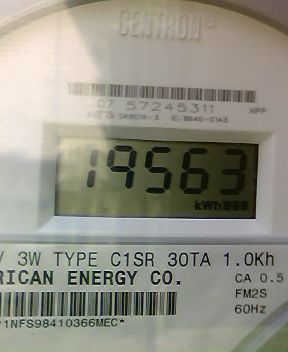 CENTRON
07 57245311
19563
kWh
3W TYPE C1SR 30TA 1.0Kh
RICAN ENERGY CO.
CA 0.5
FM2S
60Hz
1NFS98410366MEC*